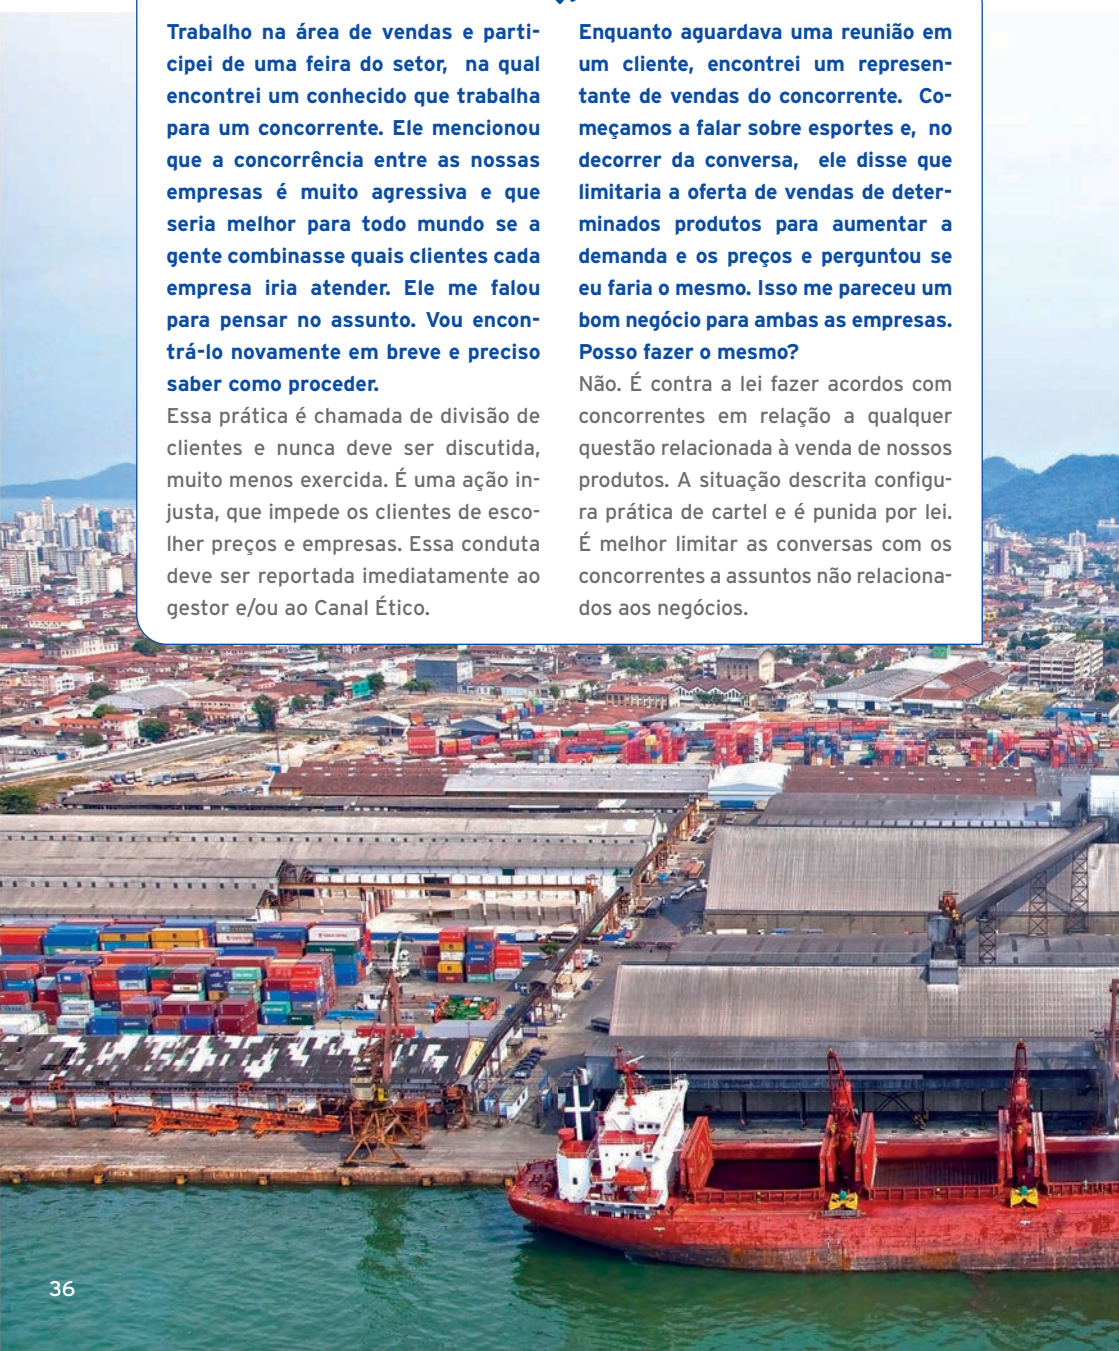 Trabalho na área de vendas e parti-
cipei de uma feira do setor, na qual
encontrei um conhecido que trabalha
para um concorrente. Ele mencionou
que a concorrência entre as nossas
empresas é muito agressiva e que
seria melhor para todo mundo se a
gente combinasse quais clientes cada
empresa iria atender. Ele me falou
para pensar no assunto. Vou encon-
trá-lo novamente em breve e preciso
saber como proceder.
Essa prática é chamada de divisão de
clientes e nunca deve ser discutida,
muito menos exercida. É uma ação in-
justa, que impede os clientes de esco-
lher preços e empresas. Essa conduta
deve ser reportada imediatamente ao
gestor e/ou ao Canal Ético.
Enquanto aguardava uma reunião em
um cliente, encontrei um represen-
tante de vendas do concorrente. Co-
meçamos a falar sobre esportes e, no
decorrer da conversa, ele disse que
limitaria a oferta de vendas de deter-
minados produtos para aumentar a
demanda e os preços e perguntou se
eu faria o mesmo. Isso me pareceu um
bom negócio para ambas as empresas.
Posso fazer o mesmo?
Não. É contra a lei fazer acordos com
concorrentes em relação a qualquer
questão relacionada à venda de nossos
produtos. A situação descrita configu-
ra prática de cartel e é punida por lei.
É melhor limitar as conversas com os
concorrentes a assuntos não relaciona-
dos aos negócios.
36